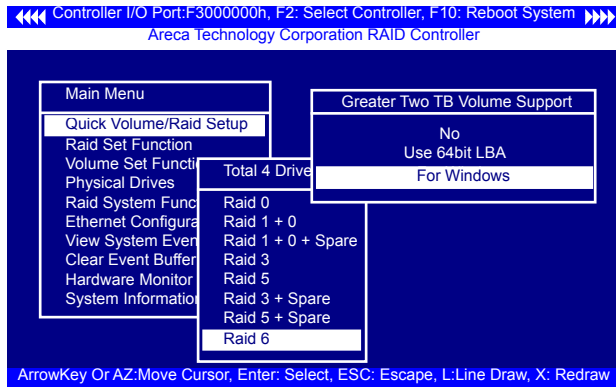 Controller I/O Port:F3000000h, F2: Select Controller, F10: Reboot System
Areca Technology Corporation RAID Controller
Main Menu
Quick Volume/Raid Setup
Raid Set Function
Volume Set Functi
Physical Drives
Raid System Func
Ethernet Configura
View System Even
Clear Event Buffer
Hardware Monitor
System Informatio
Total 4 Drive
Raid 0
Raid 1 + 0
Raid 1 + 0 + Spare
Raid 3
Raid 5
Raid 3 + Spare
Raid 5 + Spare
Raid 6
Greater Two TB Volume Support
No
Use 64bit LBA
For Windows
ArrowKey Or AZ:Move Cursor, Enter: Select, ESC: Escape, L:Line Draw, X: Redraw